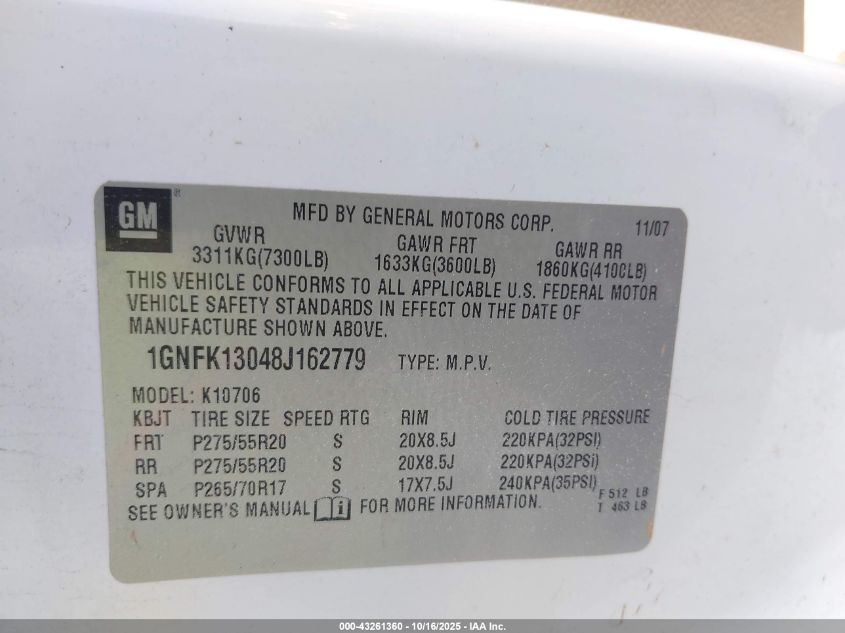 GM
MFD BY GENERAL MOTORS CORP.
11/07
GVWR GAWR FRT GAWR RR
3311KG(7300LB) 1633KG(3600LB) 1860KG(4100LB)
THIS VEHICLE CONFORMS TO ALL APPLICABLE U.S. FEDERAL MOTOR
VEHICLE SAFETY STANDARDS IN EFFECT ON THE DATE OF
MANUFACTURE SHOWN ABOVE.
1GNFK13048J162779 TYPE: M.P.V.
MODEL: K10706
KBJT TIRE SIZE SPEED RTG RIM COLD TIRE PRESSURE
FRT P275/55R20 S 20X8.5J 220KPA(32PSI)
RR P275/55R20 S 20X8.5J 220KPA(32PSI)
SPA P265/70R17 S 17X7.5J 240KPA(35PSI)
F 512 LB
T 463 LB
SEE OWNER'S MANUAL i FOR MORE INFORMATION.
000-43261360 - 10/16/2025 - IAA Inc.